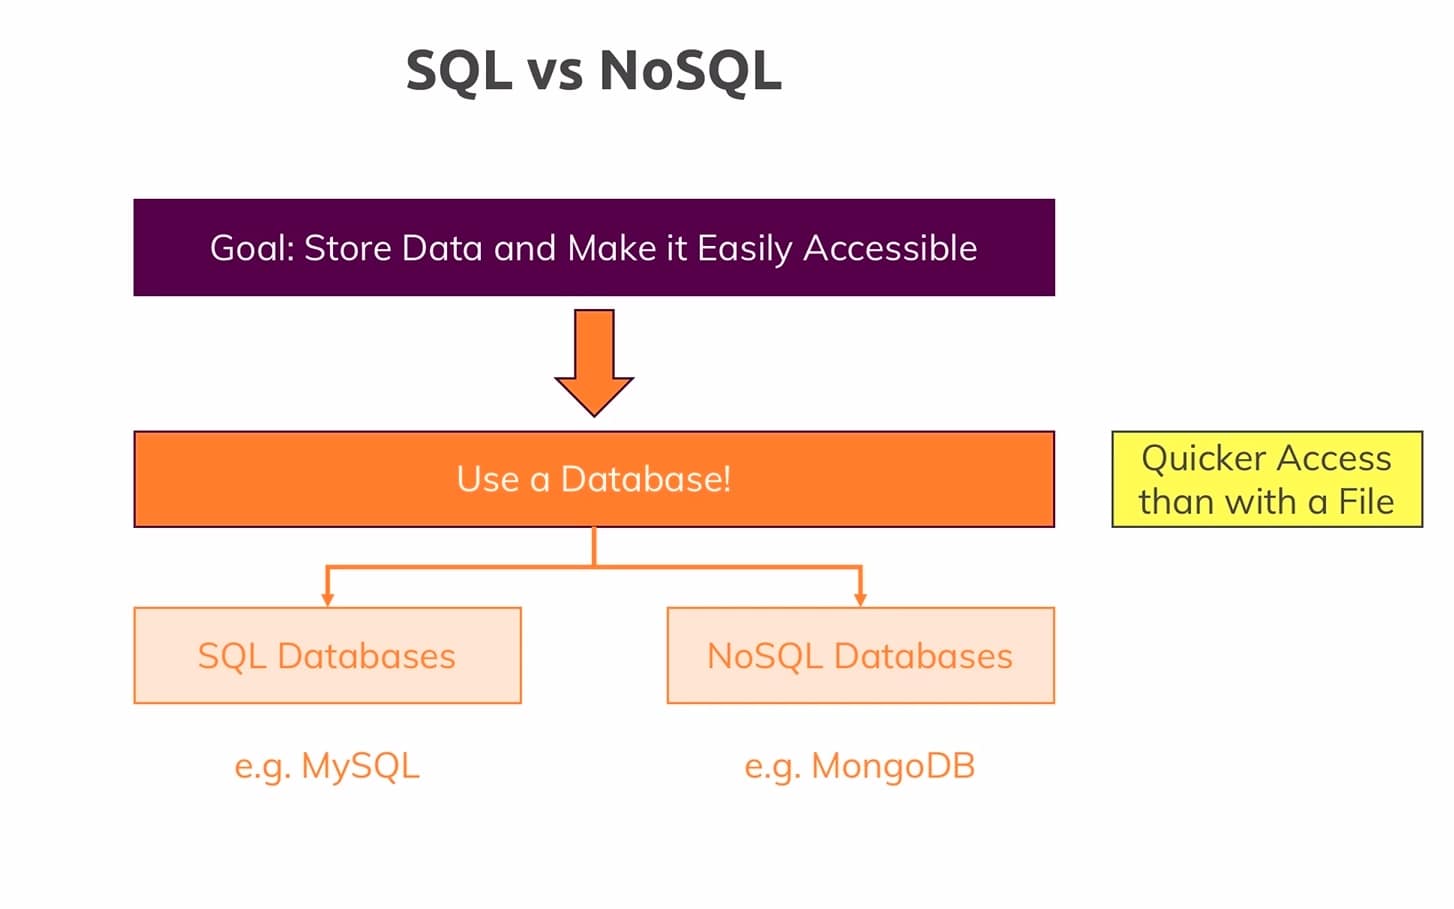 SQL vs NoSQL
Goal: Store Data and Make it Easily Accessible
Use a Database!
Quicker Access
than with a File
SQL Databases
NoSQL Databases
e.g. MySQL
e.g. MongoDB